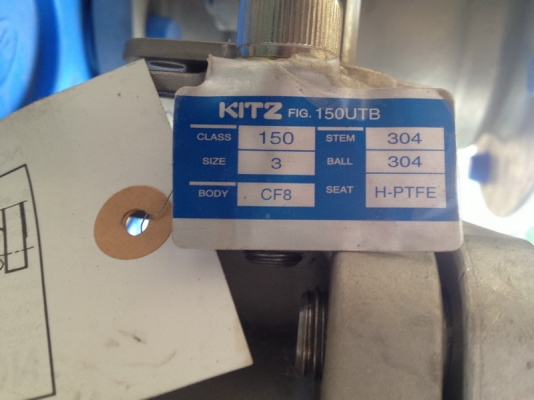 KITZ FIG. 150UTB
CLASS 150 STEM 304
SIZE 3 BALL 304
BODY CF8 SEAT H-PTFE